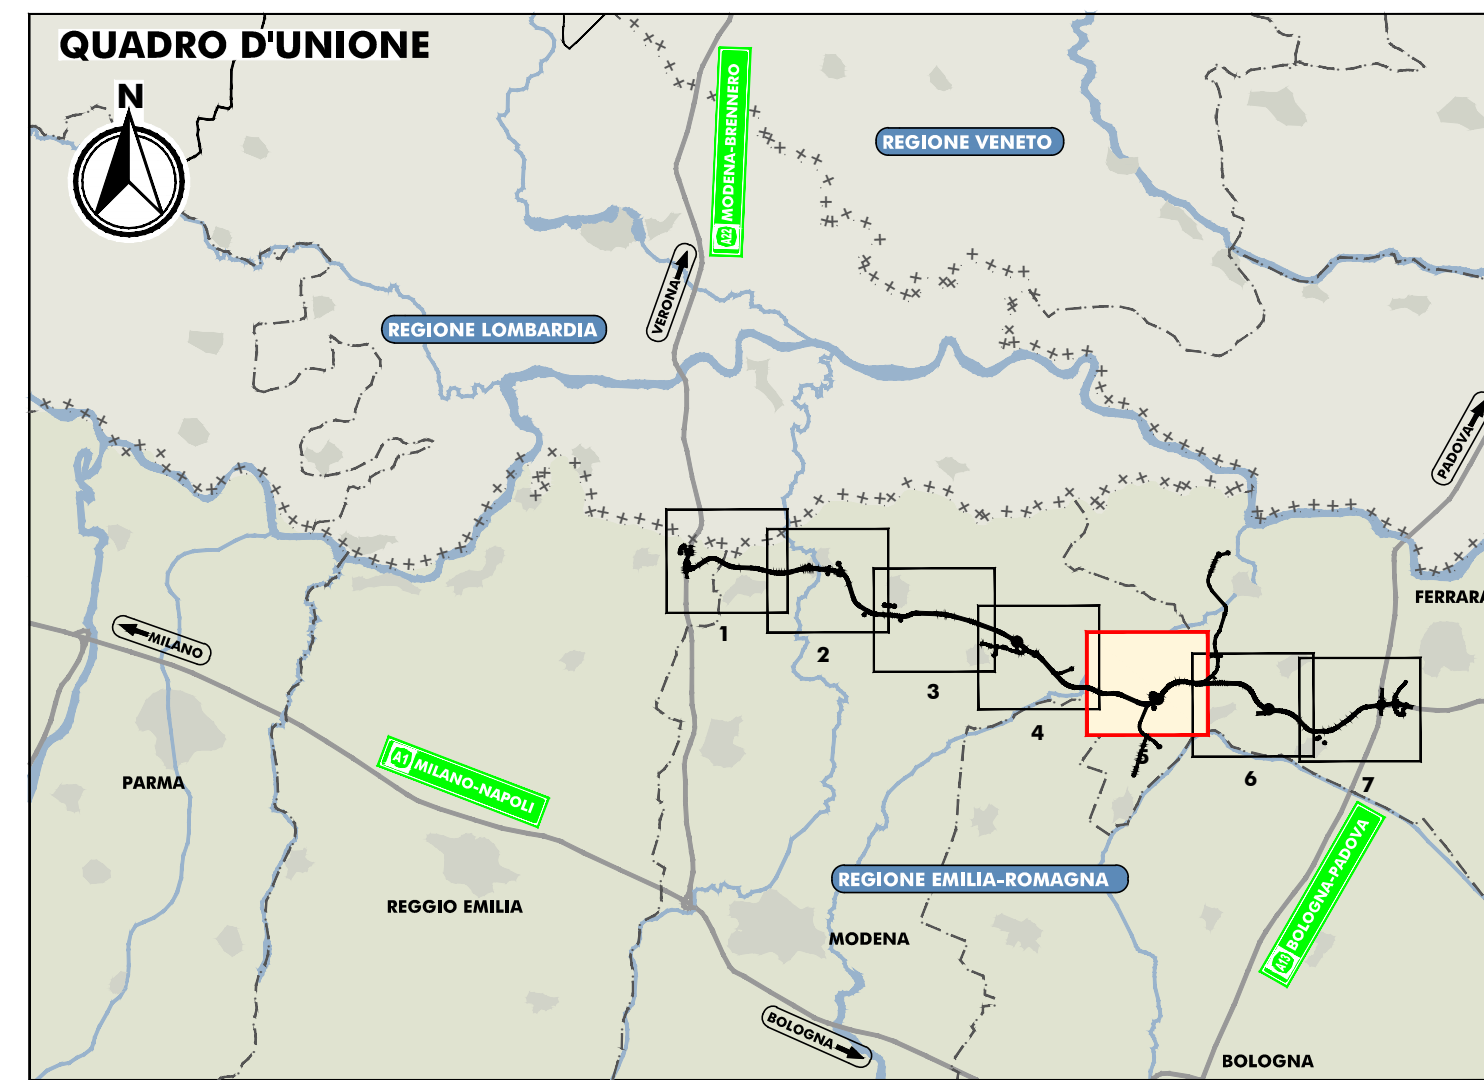 QUADRO D'UNIONE
N
A22 MODENA-BRENNERO
REGIONE VENETO
VERONA
REGIONE LOMBARDIA
PADOVA
FERRARA
MILANO
1
2
3
4
5
6
7
PARMA
A1 MILANO-NAPOLI
REGIONE EMILIA-ROMAGNA
A13 BOLOGNA-PADOVA
REGGIO EMILIA
MODENA
BOLOGNA
BOLOGNA